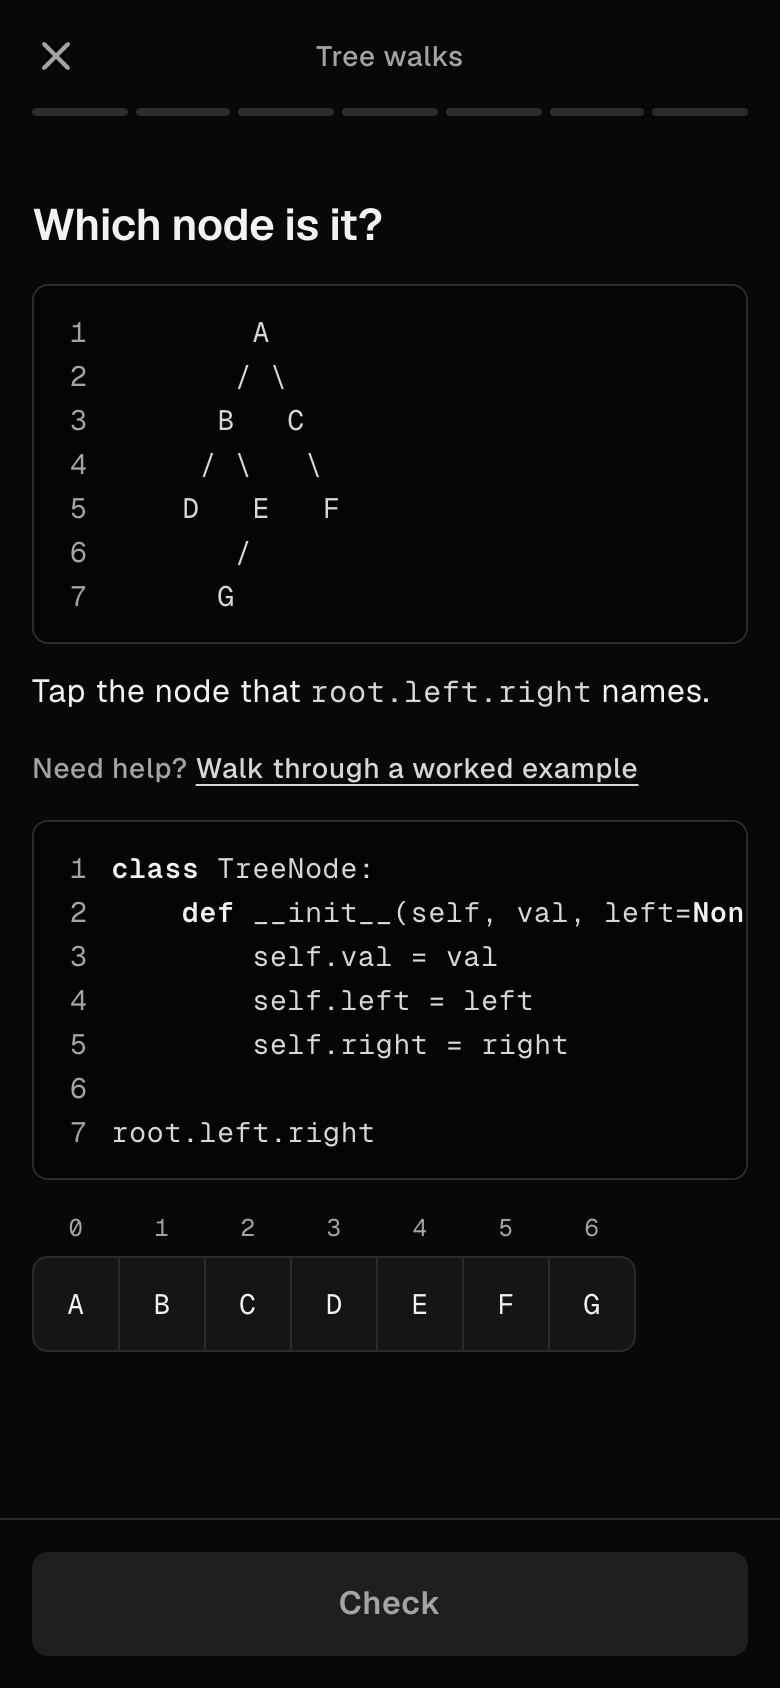 Tree walks
Which node is it?
1         A
2        / \
3       B   C
4      / \   \
5     D   E   F
6        /
7       G
Tap the node that root.left.right names.
Need help? Walk through a worked example
1 class TreeNode:
2     def __init__(self, val, left=Non
3         self.val = val
4         self.left = left
5         self.right = right
6
7 root.left.right
0 1 2 3 4 5 6
A B C D E F G
Check